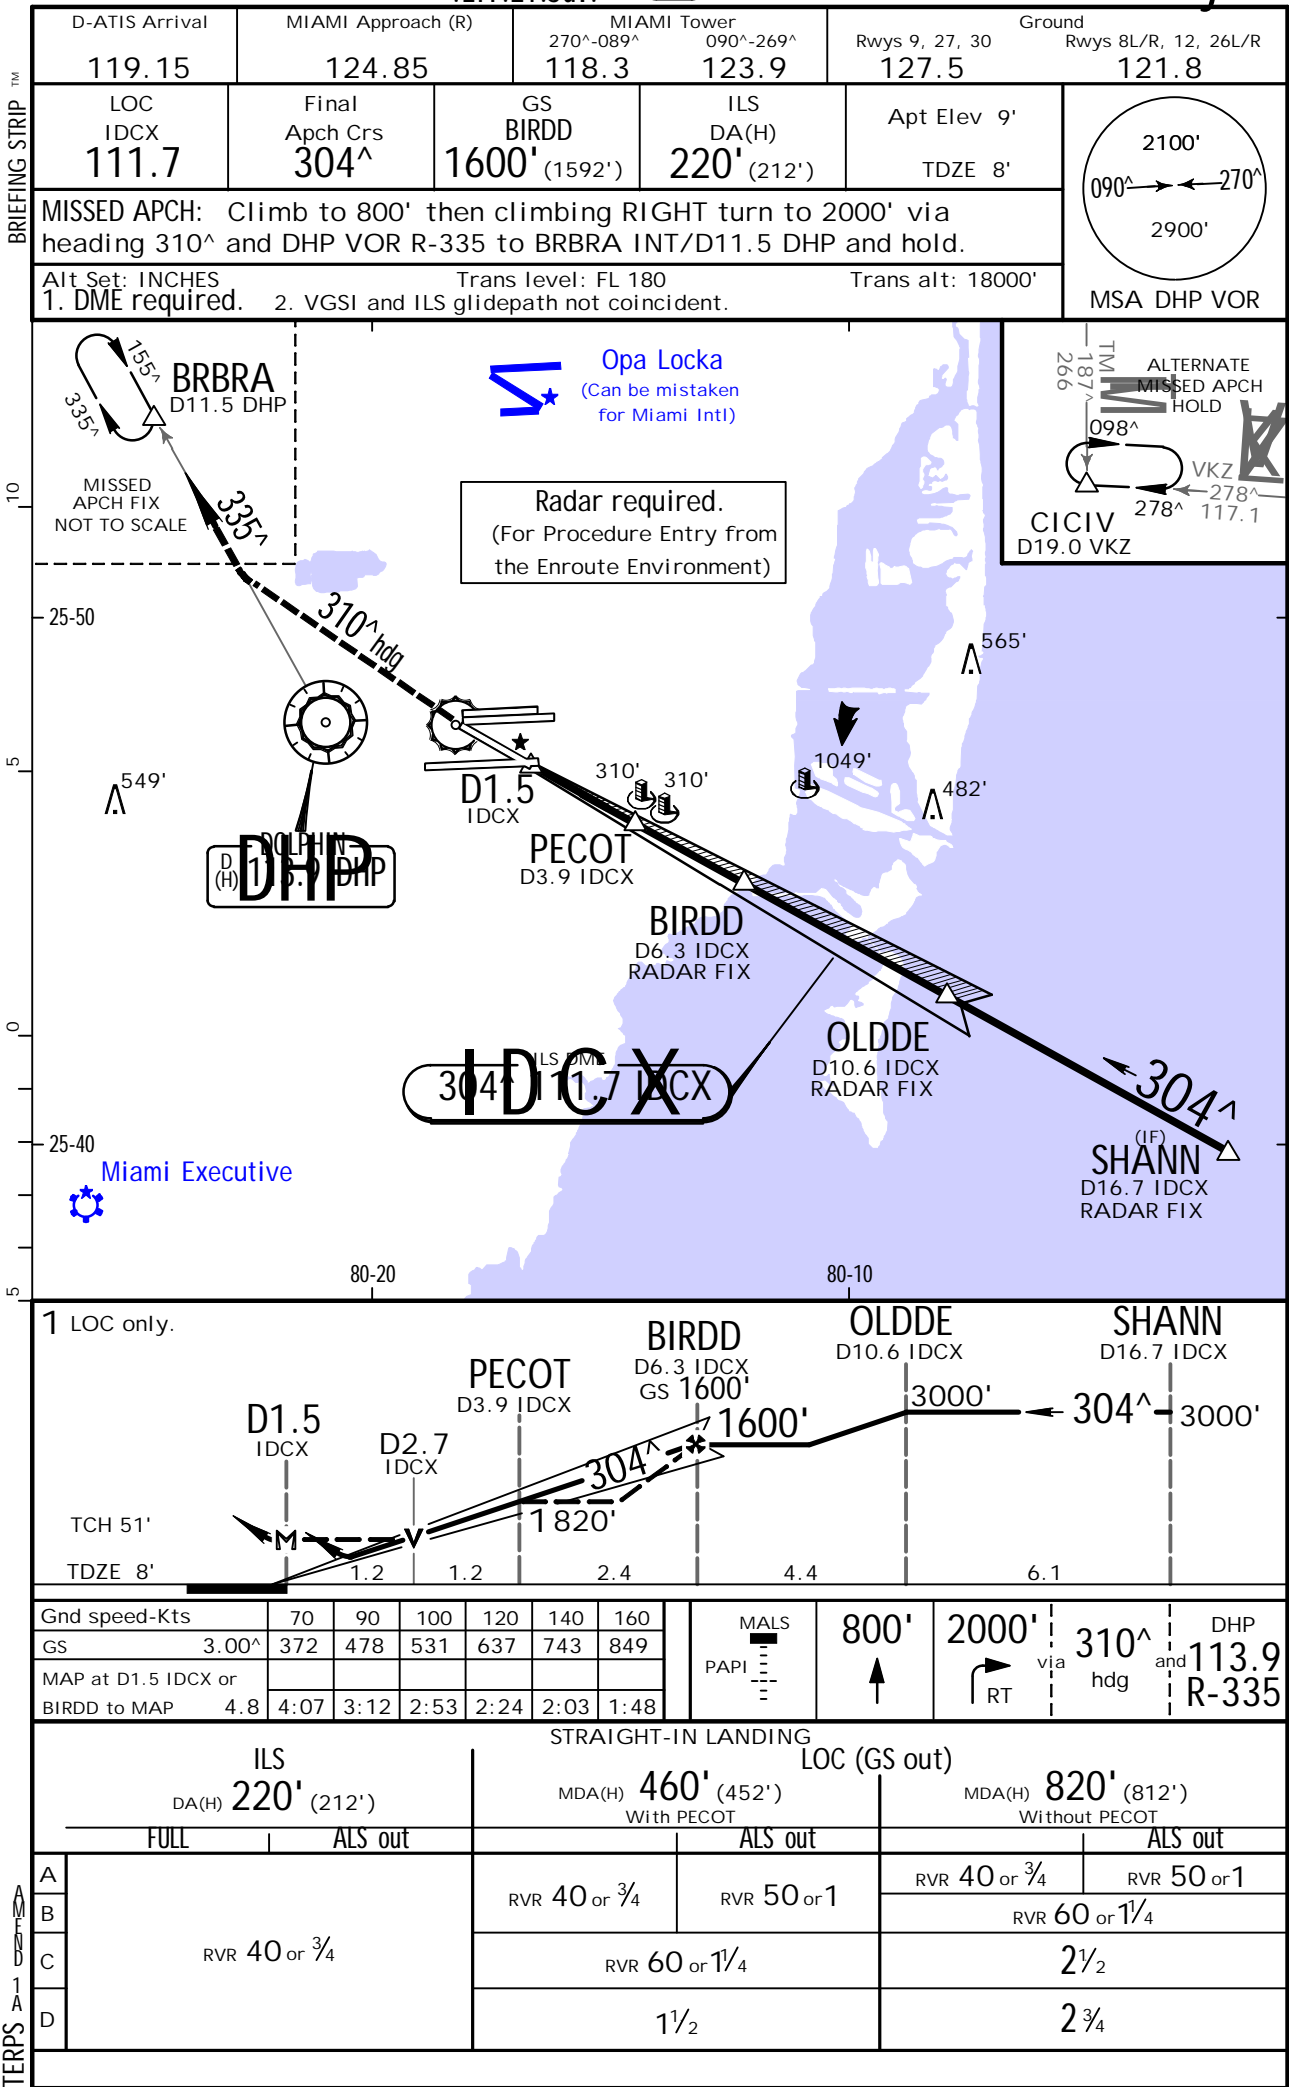 D-ATIS Arrival
119.15
MIAMI Approach (R)
124.85
MIAMI Tower
270^-089^ 090^-269^
118.3 123.9
Ground
Rwys 9, 27, 30 Rwys 8L/R, 12, 26L/R
127.5 121.8
BRIEFING STRIP TM
LOC
IDCX
111.7
Final
Apch Crs
304^
GS
BIRDD
1600' (1592')
ILS
DA(H)
220' (212')
Apt Elev 9'
TDZE 8'
2100'
090^ 270^
2900'
MSA DHP VOR
MISSED APCH: Climb to 800' then climbing RIGHT turn to 2000' via
heading 310^ and DHP VOR R-335 to BRBRA INT/D11.5 DHP and hold.
Alt Set: INCHES Trans level: FL 180 Trans alt: 18000'
1. DME required. 2. VGSI and ILS glidepath not coincident.
155^
335^
BRBRA
D11.5 DHP
MISSED
APCH FIX
NOT TO SCALE
335^
Opa Locka
(Can be mistaken
for Miami Intl)
Radar required.
(For Procedure Entry from
the Enroute Environment)
TM
187^
266
ALTERNATE
MISSED APCH
HOLD
098^
VKZ
278^
117.1
278^
CICIV
D19.0 VKZ
10
25-50
310^ hdg
565'
5
549'
D1.5
IDCX
310'
310'
1049'
482'
DOLPHIN
D
(H)
113.9 DHP
DHP
PECOT
D3.9 IDCX
BIRDD
D6.3 IDCX
RADAR FIX
0
OLDDE
D10.6 IDCX
RADAR FIX
ILS DME
304^ 111.7 IDCX
IDCX
304^
25-40
(IF)
SHANN
D16.7 IDCX
RADAR FIX
Miami Executive
5
80-20
80-10
1 LOC only.
D1.5
IDCX
D2.7
IDCX
PECOT
D3.9 IDCX
BIRDD
D6.3 IDCX
GS 1600'
OLDDE
D10.6 IDCX
SHANN
D16.7 IDCX
1600'
3000'
304^
3000'
304^
1 820'
M
V
TCH 51'
TDZE 8'
1.2 1.2 2.4 4.4 6.1
Gnd speed-Kts 70 90 100 120 140 160
GS 3.00^ 372 478 531 637 743 849
MAP at D1.5 IDCX or
BIRDD to MAP 4.8 4:07 3:12 2:53 2:24 2:03 1:48
MALS
PAPI
800'
2000'
RT
via
310^
hdg
and
DHP
113.9
R-335
STRAIGHT-IN LANDING
ILS
DA(H) 220' (212')
FULL ALS out
LOC (GS out)
MDA(H) 460' (452')
With PECOT
ALS out
MDA(H) 820' (812')
Without PECOT
ALS out
A
B
C
D
RVR 40 or ¾
RVR 40 or ¾
RVR 50 or 1
RVR 60 or 1¼
1½
RVR 40 or ¾
RVR 50 or 1
RVR 60 or 1¼
2½
2 ¾
TERPS AMEND 1A